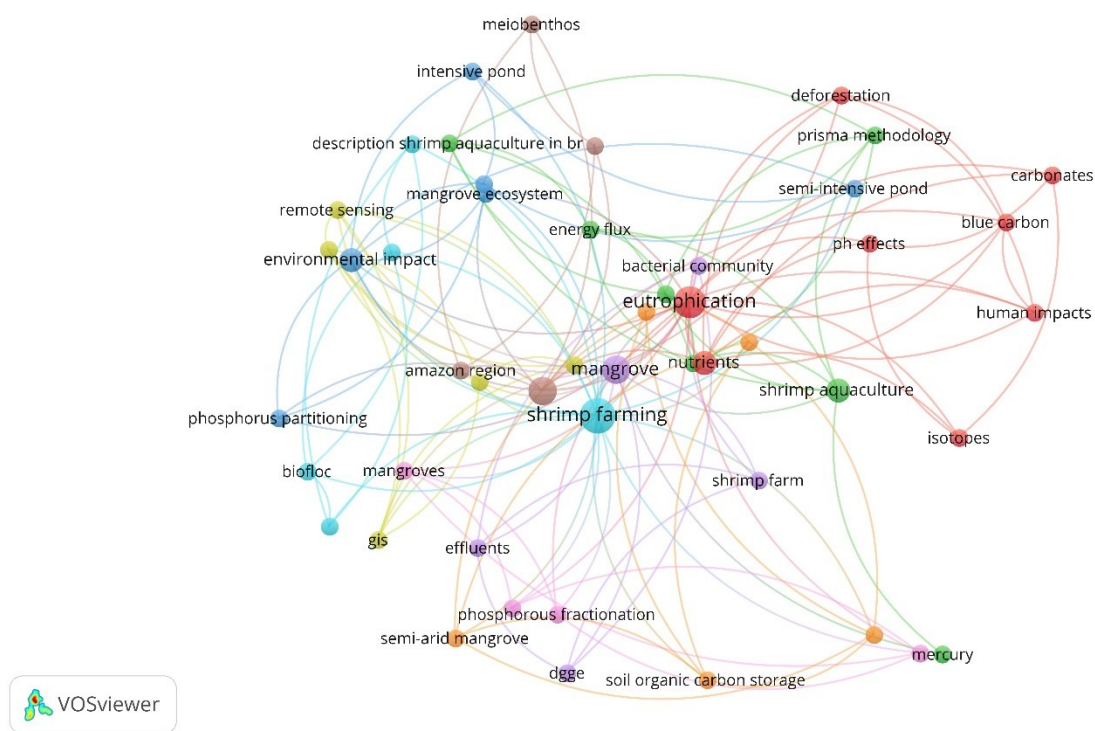 meiobenthos
intensive pond
deforestation
description shrimp aquaculture in br
prisma methodology
carbonates
mangrove ecosystem
semi-intensive pond
remote sensing
energy flux
blue carbon
ph effects
environmental impact
bacterial community
eutrophication
human impacts
amazon region
mangrove
nutrients
shrimp aquaculture
phosphorus partitioning
shrimp farming
isotopes
biofloc
mangroves
shrimp farm
gis
effluents
phosphorous fractionation
semi-arid mangrove
mercury
dgge
soil organic carbon storage
VOSviewer